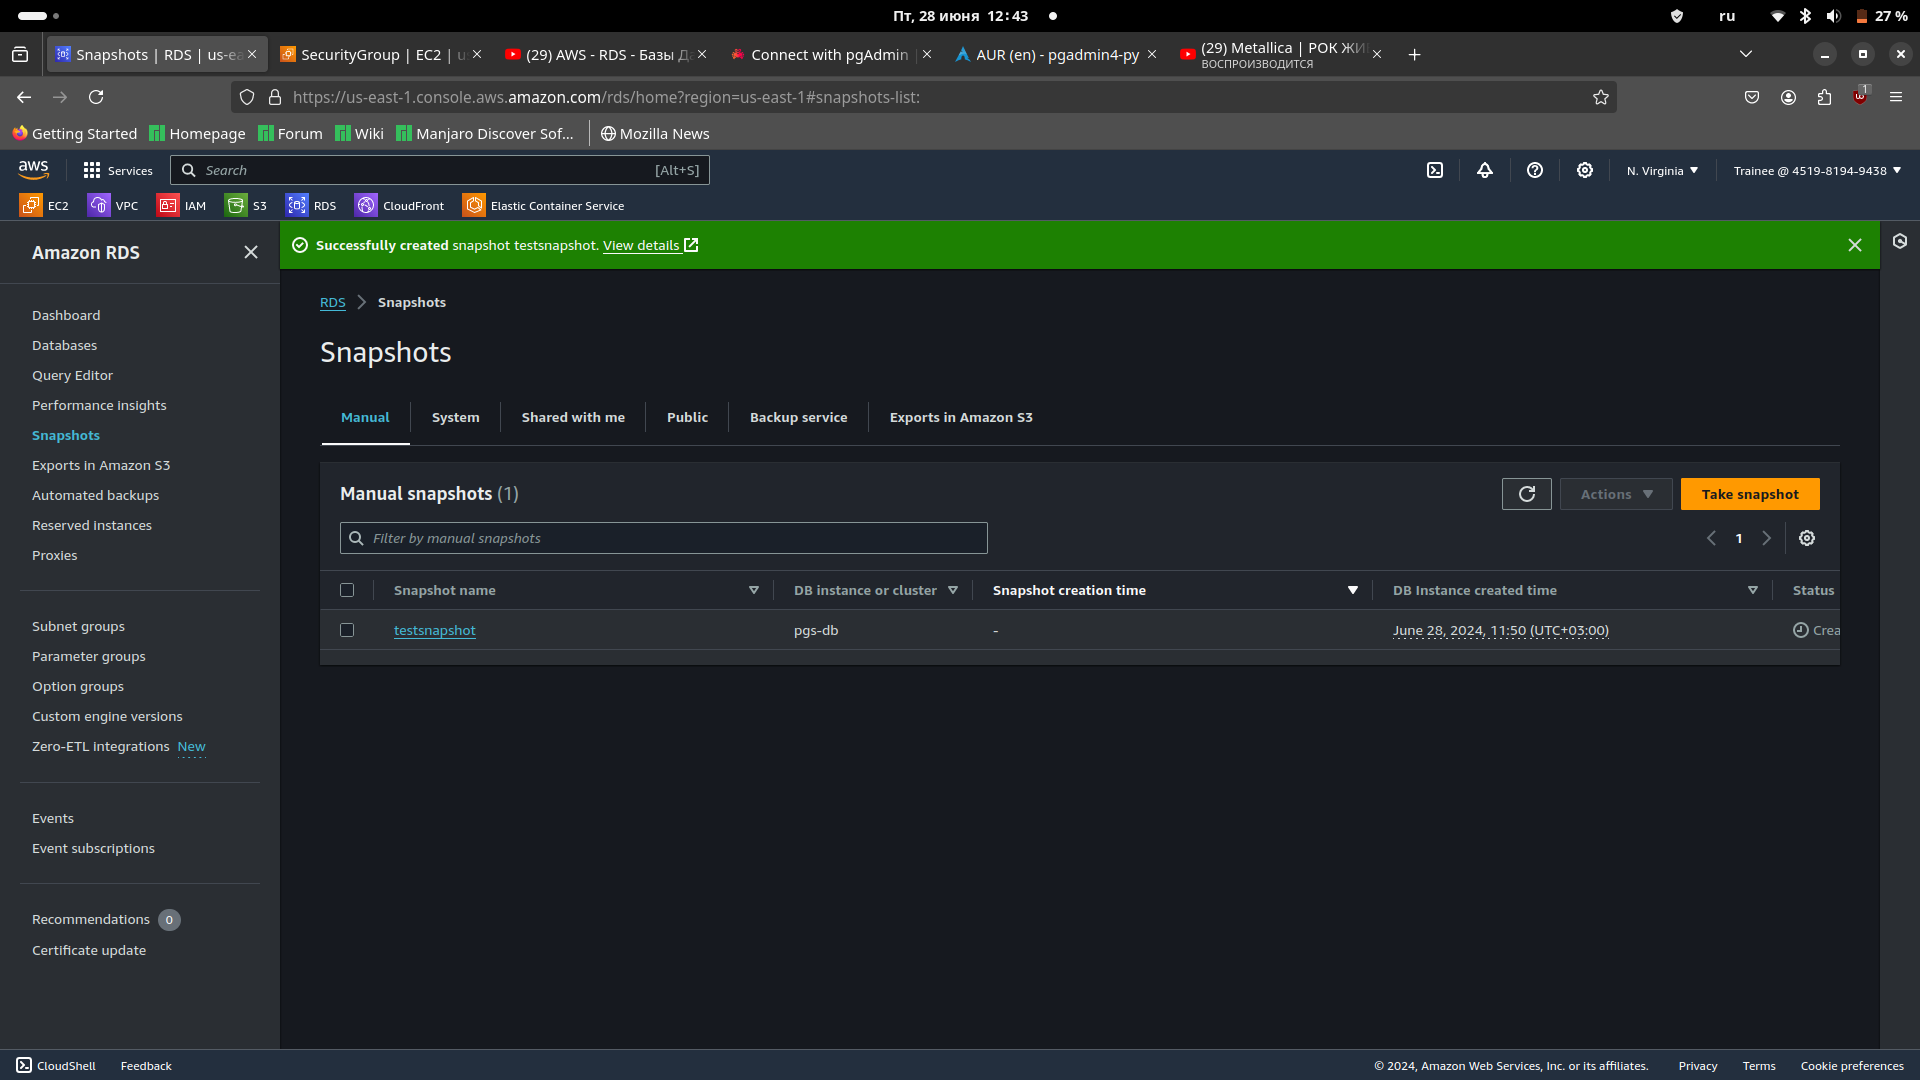 Пт, 28 июня 12:43
ru
27 %
Snapshots | RDS | us-ea
SecurityGroup | EC2 | u
(29) AWS - RDS - Базы Да
Connect with pgAdmin |
AUR (en) - pgadmin4-py
(29) Metallica | РОК ЖИ
ВОСПРОИЗВОДИТСЯ
https://us-east-1.console.aws.amazon.com/rds/home?region=us-east-1#snapshots-list:
1
Getting Started
Homepage
Forum
Wiki
Manjaro Discover Sof...
Mozilla News
aws
Services
Search
[Alt+S]
N. Virginia
Trainee @ 4519-8194-9438
EC2
VPC
IAM
S3
RDS
CloudFront
Elastic Container Service
Amazon RDS
Successfully created snapshot testsnapshot. View details
Dashboard
Databases
Query Editor
Performance insights
Snapshots
Exports in Amazon S3
Automated backups
Reserved instances
Proxies
Subnet groups
Parameter groups
Option groups
Custom engine versions
Zero-ETL integrations New
Events
Event subscriptions
Recommendations 0
Certificate update
RDS > Snapshots
Snapshots
Manual
System
Shared with me
Public
Backup service
Exports in Amazon S3
Manual snapshots (1)
Actions
Take snapshot
Filter by manual snapshots
1
Snapshot name
DB instance or cluster
Snapshot creation time
DB Instance created time
Status
testsnapshot
pgs-db
-
June 28, 2024, 11:50 (UTC+03:00)
Crea
CloudShell
Feedback
© 2024, Amazon Web Services, Inc. or its affiliates.
Privacy
Terms
Cookie preferences